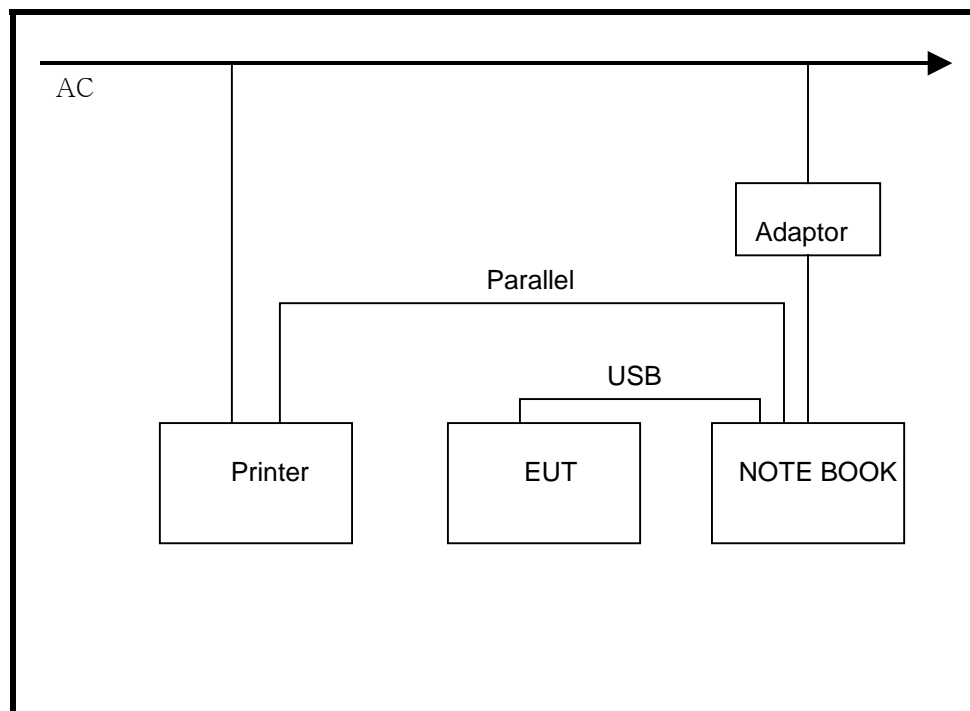 AC
Adaptor
Parallel
USB
Printer
EUT
NOTE BOOK